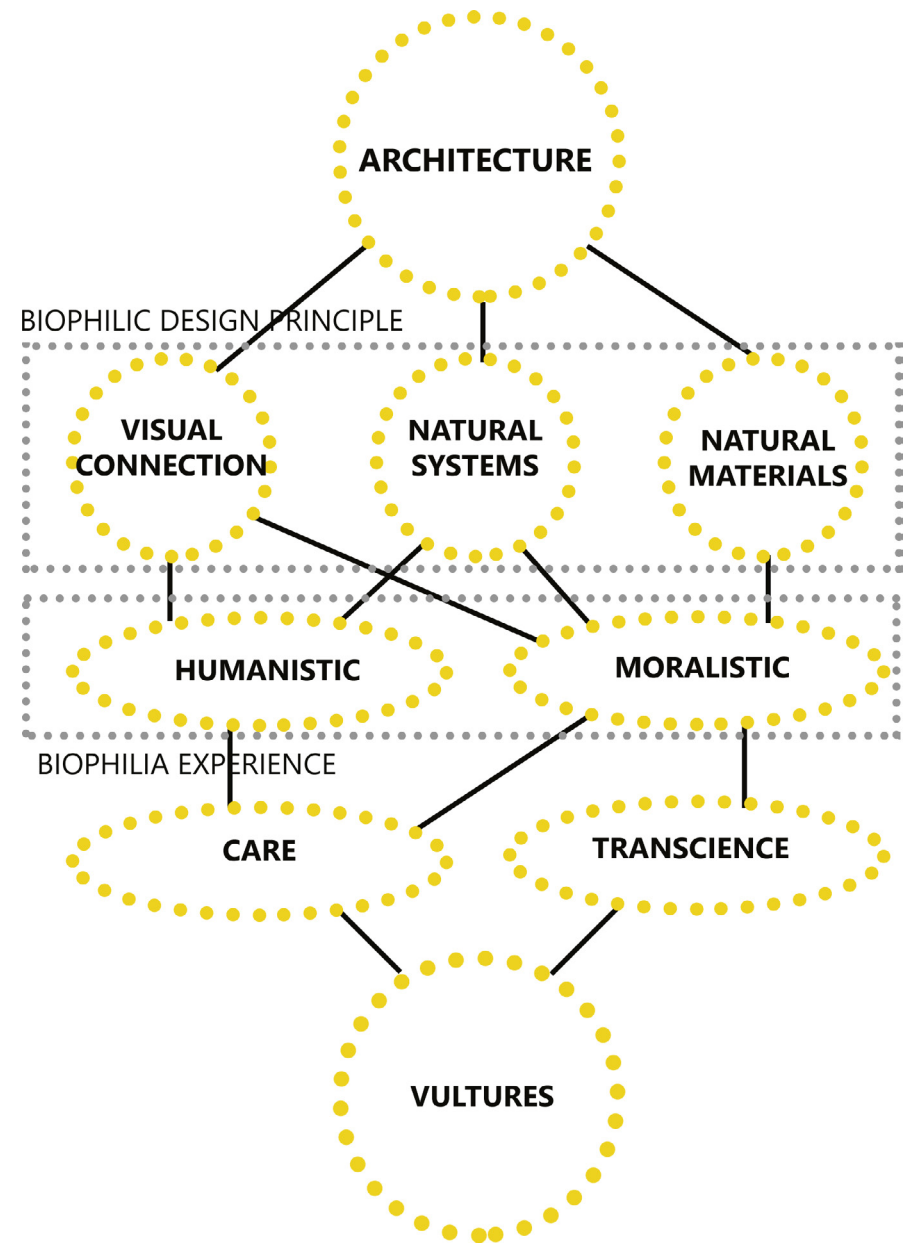 ARCHITECTURE
BIOPHILIC DESIGN PRINCIPLE
VISUAL
CONNECTION
NATURAL
SYSTEMS
NATURAL
MATERIALS
HUMANISTIC
MORALISTIC
BIOPHILIA EXPERIENCE
CARE
TRANSCIENCE
VULTURES